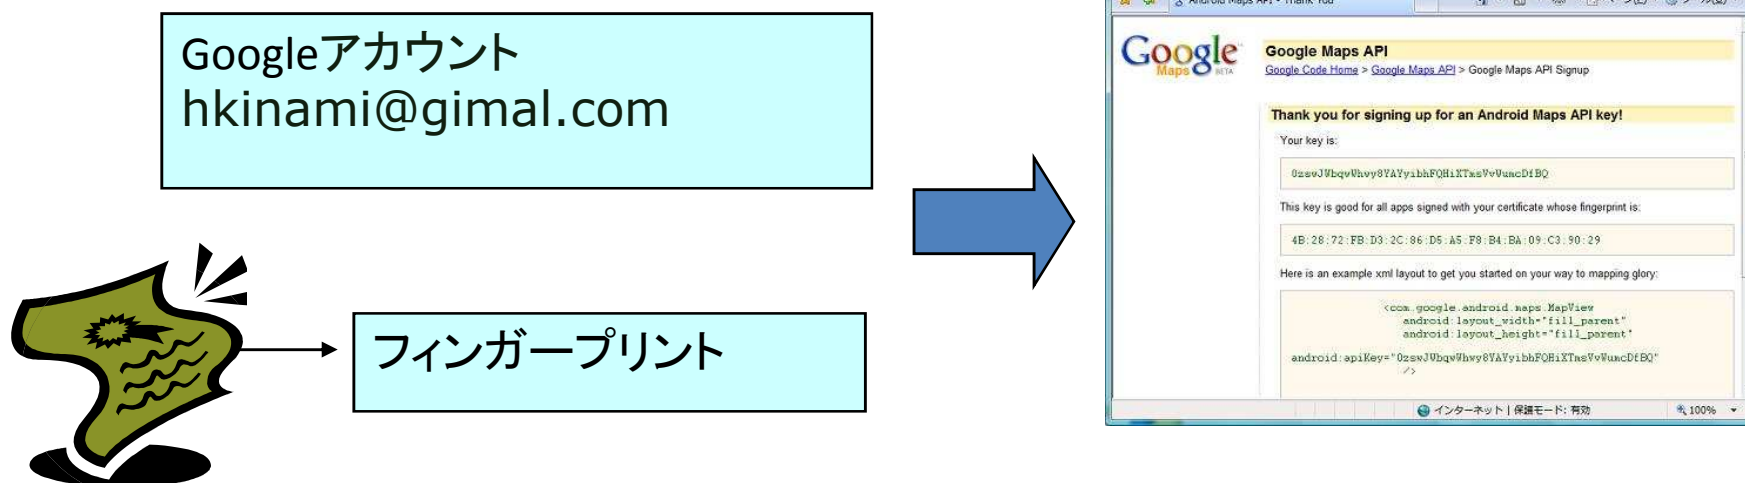 Googleアカウント
hkinami@gimal.com
フィンガープリント
Android Maps API - Thank You
Google
Maps BETA
Google Maps API
Google Code Home > Google Maps API > Google Maps API Signup
Thank you for signing up for an Android Maps API key!
Your key is:
This key is good for all apps signed with your certificate whose fingerprint is:
4B:28:72:FB:D3:2C:86:D5:A5:F8:B4:BA:09:C3:90:29
Here is an example xml layout to get you started on your way to mapping glory:
<com.google.android.maps.MapView
android:layout_width="fill_parent"
android:layout_height="fill_parent"
/>
インターネット | 保護モード: 有効
100%